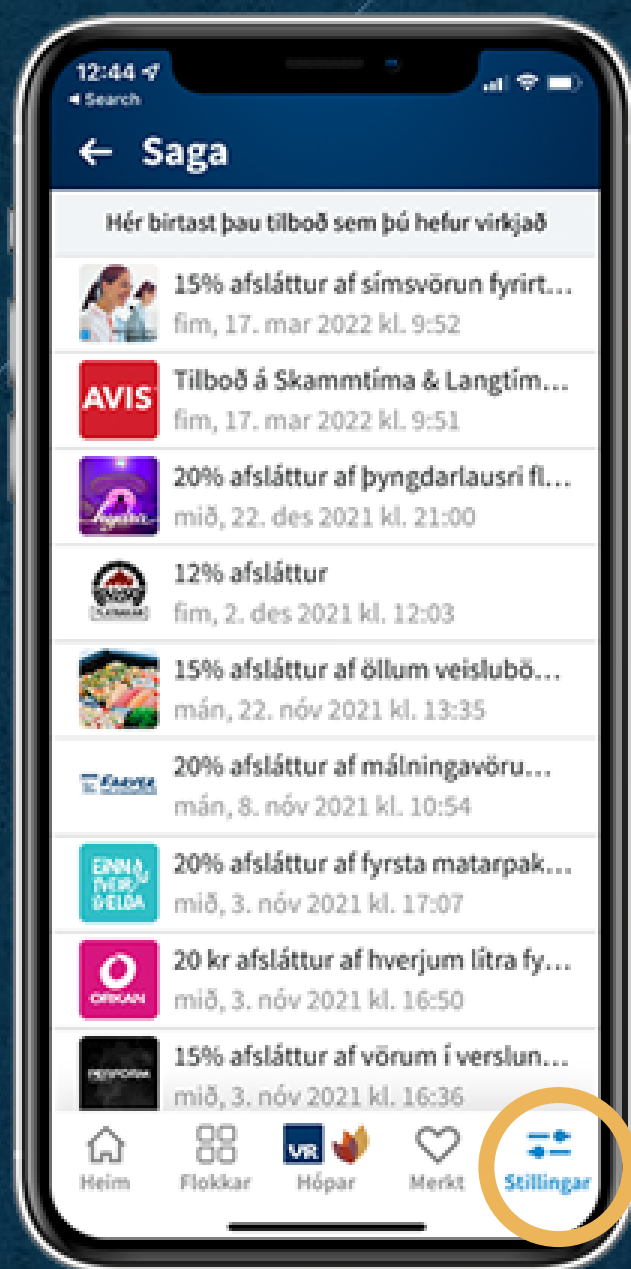 12:44
Search
Saga
Hér birtast þau tilboð sem þú hefur virkjað
15% afsláttur af símsvörun fyrirt...
fim, 17. mar 2022 kl. 9:52
AVIS
Tilboð á Skammtíma & Langtím...
fim, 17. mar 2022 kl. 9:51
20% afsláttur af þyngdarlausri fl...
mið, 22. des 2021 kl. 21:00
12% afsláttur
fim, 2. des 2021 kl. 12:03
15% afsláttur af öllum veislubö...
mán, 22. nóv 2021 kl. 13:35
20% afsláttur af málningavöru...
mán, 8. nóv 2021 kl. 10:54
EINN &
TVEIR
& ELDA
20% afsláttur af fyrsta matarpak...
mið, 3. nóv 2021 kl. 17:07
ORKAN
20 kr afsláttur af hverjum lítra fy...
mið, 3. nóv 2021 kl. 16:50
15% afsláttur af vörum í verslun...
mið, 3. nóv 2021 kl. 16:36
VR
Heim Flokkar Hópar Merkt Stillingar